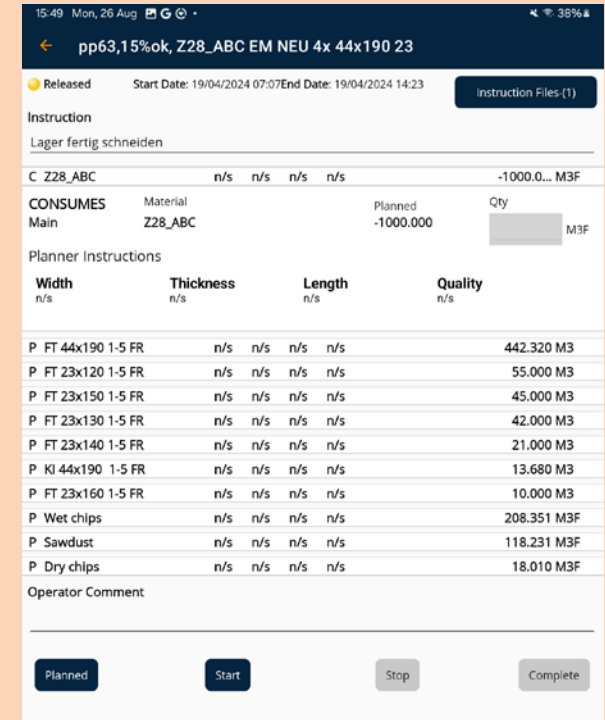 15:49 Mon, 26 Aug G 38%
pp63,15%ok, Z28_ABC EM NEU 4x 44x190 23
Released Start Date: 19/04/2024 07:07End Date: 19/04/2024 14:23 Instruction Files-(1)
Instruction
Lager fertig schneiden
C Z28_ABC n/s n/s n/s n/s -1000.0... M3F
CONSUMES Material Planned Qty
Main Z28_ABC -1000.000 M3F
Planner Instructions
Width Thickness Length Quality
n/s n/s n/s n/s
P FT 44x190 1-5 FR n/s n/s n/s n/s 442.320 M3
P FT 23x120 1-5 FR n/s n/s n/s n/s 55.000 M3
P FT 23x150 1-5 FR n/s n/s n/s n/s 45.000 M3
P FT 23x130 1-5 FR n/s n/s n/s n/s 42.000 M3
P FT 23x140 1-5 FR n/s n/s n/s n/s 21.000 M3
P KI 44x190 1-5 FR n/s n/s n/s n/s 13.680 M3
P FT 23x160 1-5 FR n/s n/s n/s n/s 10.000 M3
P Wet chips n/s n/s n/s n/s 208.351 M3F
P Sawdust n/s n/s n/s n/s 118.231 M3F
P Dry chips n/s n/s n/s n/s 18.010 M3F
Operator Comment
Planned Start Stop Complete